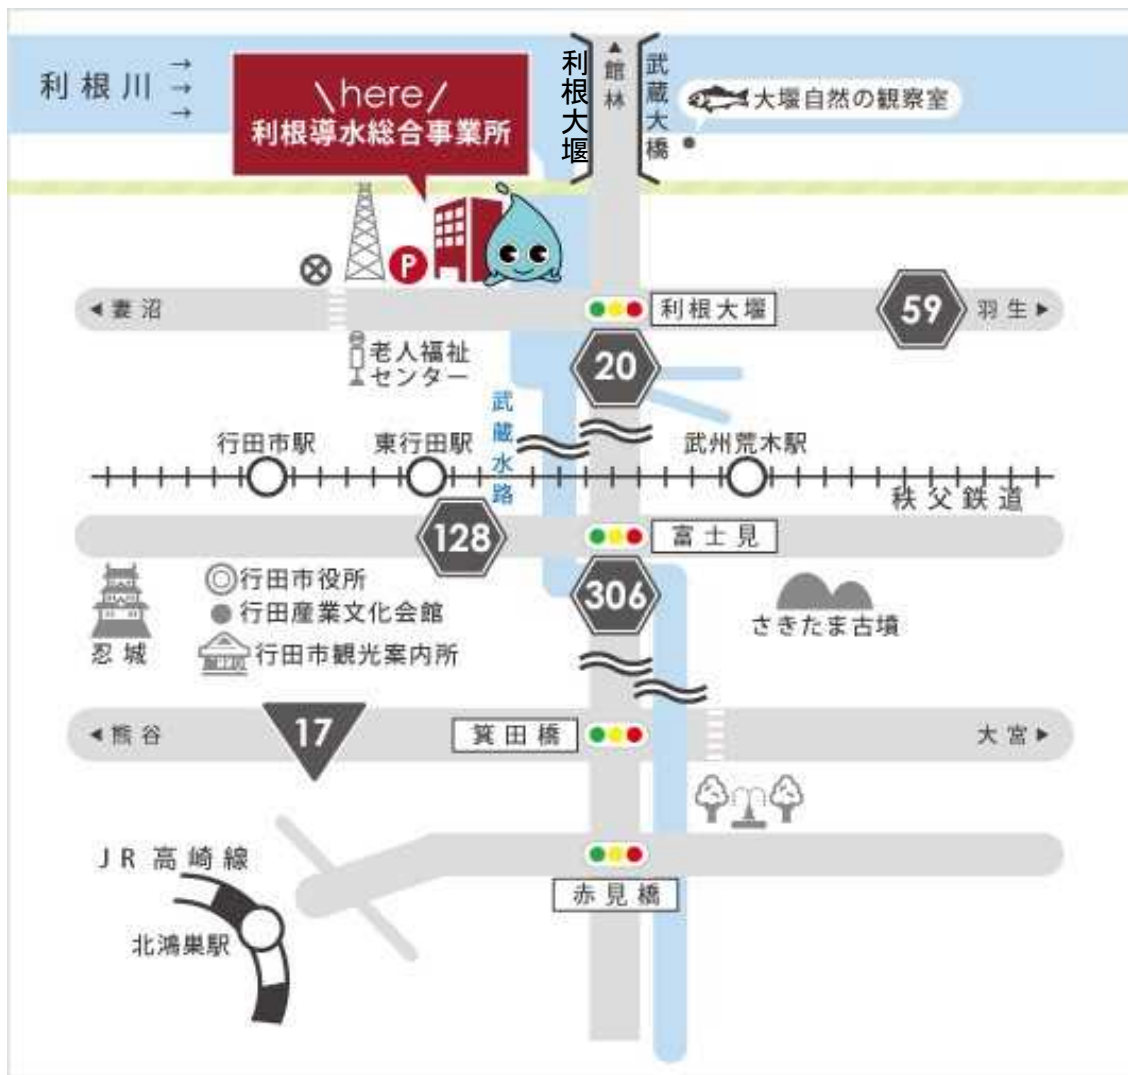 利根川
→
→
→
\here/
利根導水総合事業所
利根大堰
▲館林
武蔵大橋
大堰自然の観察室
P
◀妻沼
利根大堰
59
羽生▶
20
老人福祉
センター
武蔵水路
行田市駅
東行田駅
武州荒木駅
秩父鉄道
128
富士見
306
行田市役所
行田産業文化会館
行田市観光案内所
忍城
さきたま古墳
◀熊谷
17
箕田橋
大宮▶
JR高崎線
赤見橋
北鴻巣駅